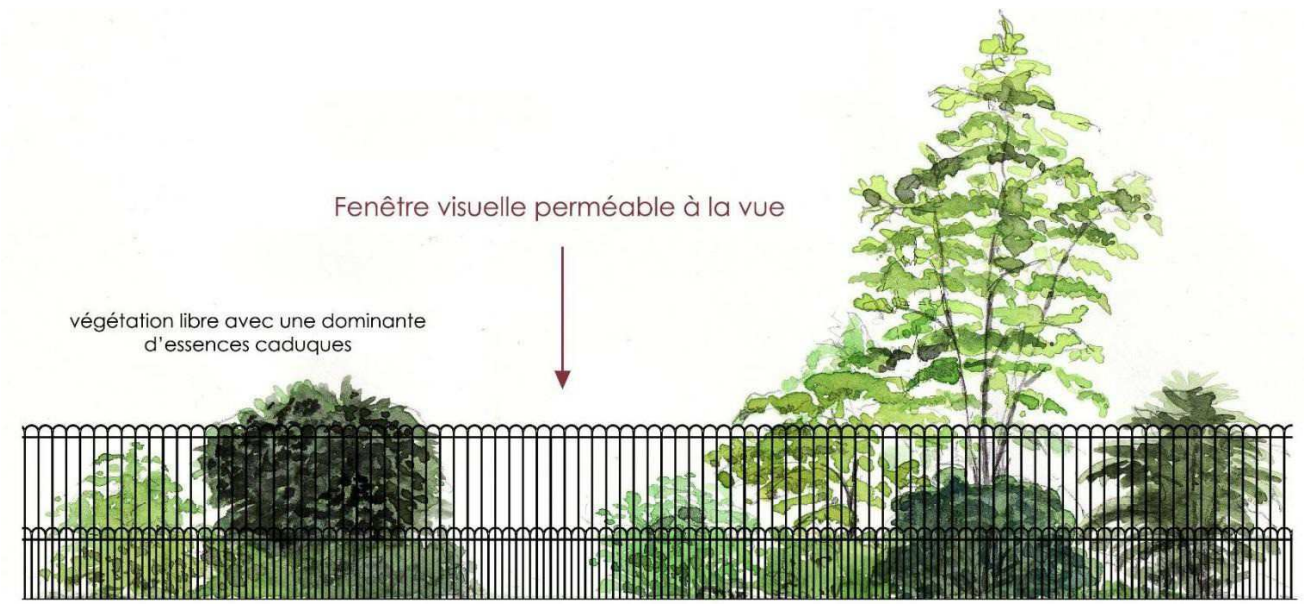 Fenêtre visuelle perméable à la vue
végétation libre avec une dominante
d'essences caduques